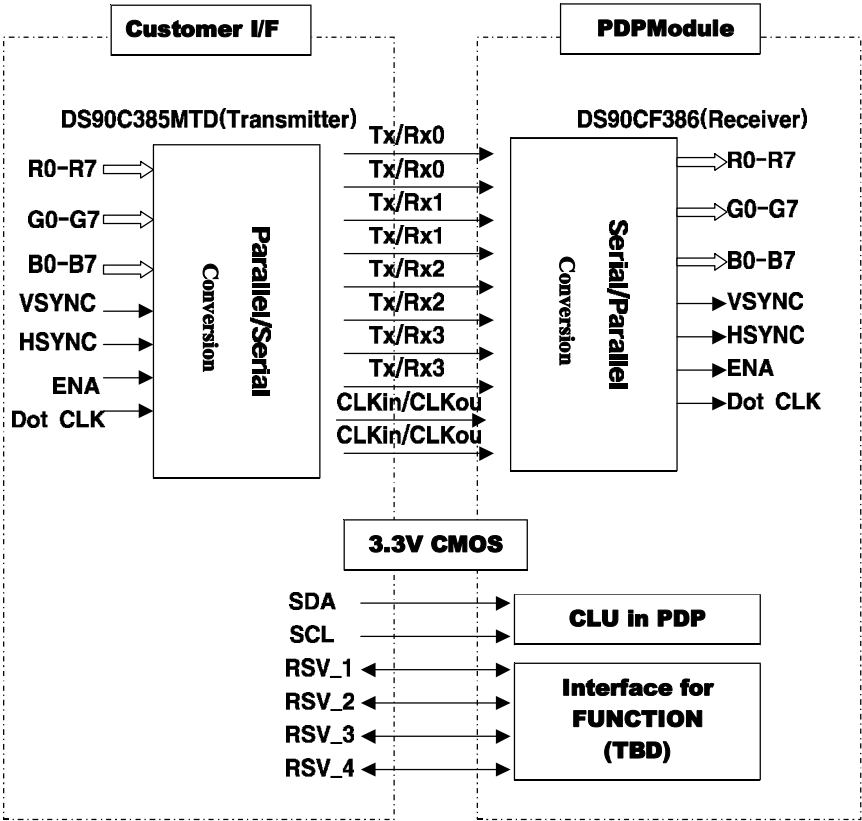 Customer I/F
PDPModule
DS90C385MTD(Transmitter)
DS90CF386(Receiver)
R0-R7
G0-G7
B0-B7
VSYNC
HSYNC
ENA
Dot CLK
Parallel/Serial
Conversion
Tx/Rx0
Tx/Rx0
Tx/Rx1
Tx/Rx1
Tx/Rx2
Tx/Rx2
Tx/Rx3
Tx/Rx3
CLKin/CLKou
CLKin/CLKou
Serial/Parallel
Conversion
R0-R7
G0-G7
B0-B7
VSYNC
HSYNC
ENA
Dot CLK
3.3V CMOS
SDA
SCL
RSV_1
RSV_2
RSV_3
RSV_4
CLU in PDP
Interface for
FUNCTION
(TBD)